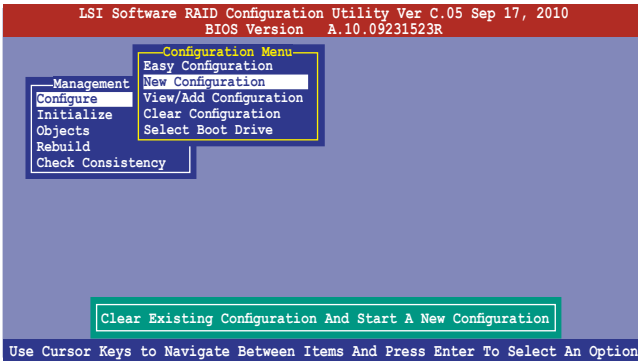 LSI Software RAID Configuration Utility Ver C.05 Sep 17, 2010
BIOS Version A.10.09231523R
Configuration Menu
Easy Configuration
New Configuration
View/Add Configuration
Clear Configuration
Select Boot Drive
Management
Configure
Initialize
Objects
Rebuild
Check Consistency
Clear Existing Configuration And Start A New Configuration
Use Cursor Keys to Navigate Between Items And Press Enter To Select An Option